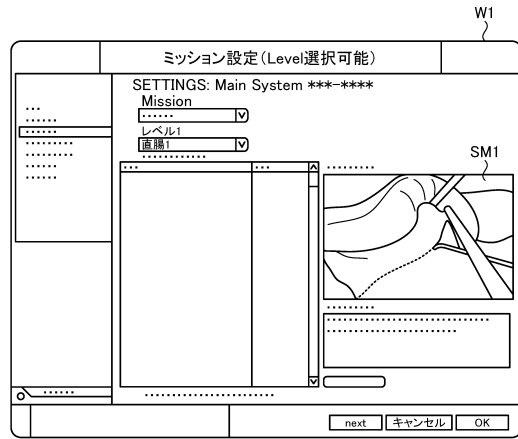 W1
ミッション設定(Level選択可能)
SETTINGS: Main System ***-****
Mission
レベル1
直腸1
SM1
next
キャンセル
OK